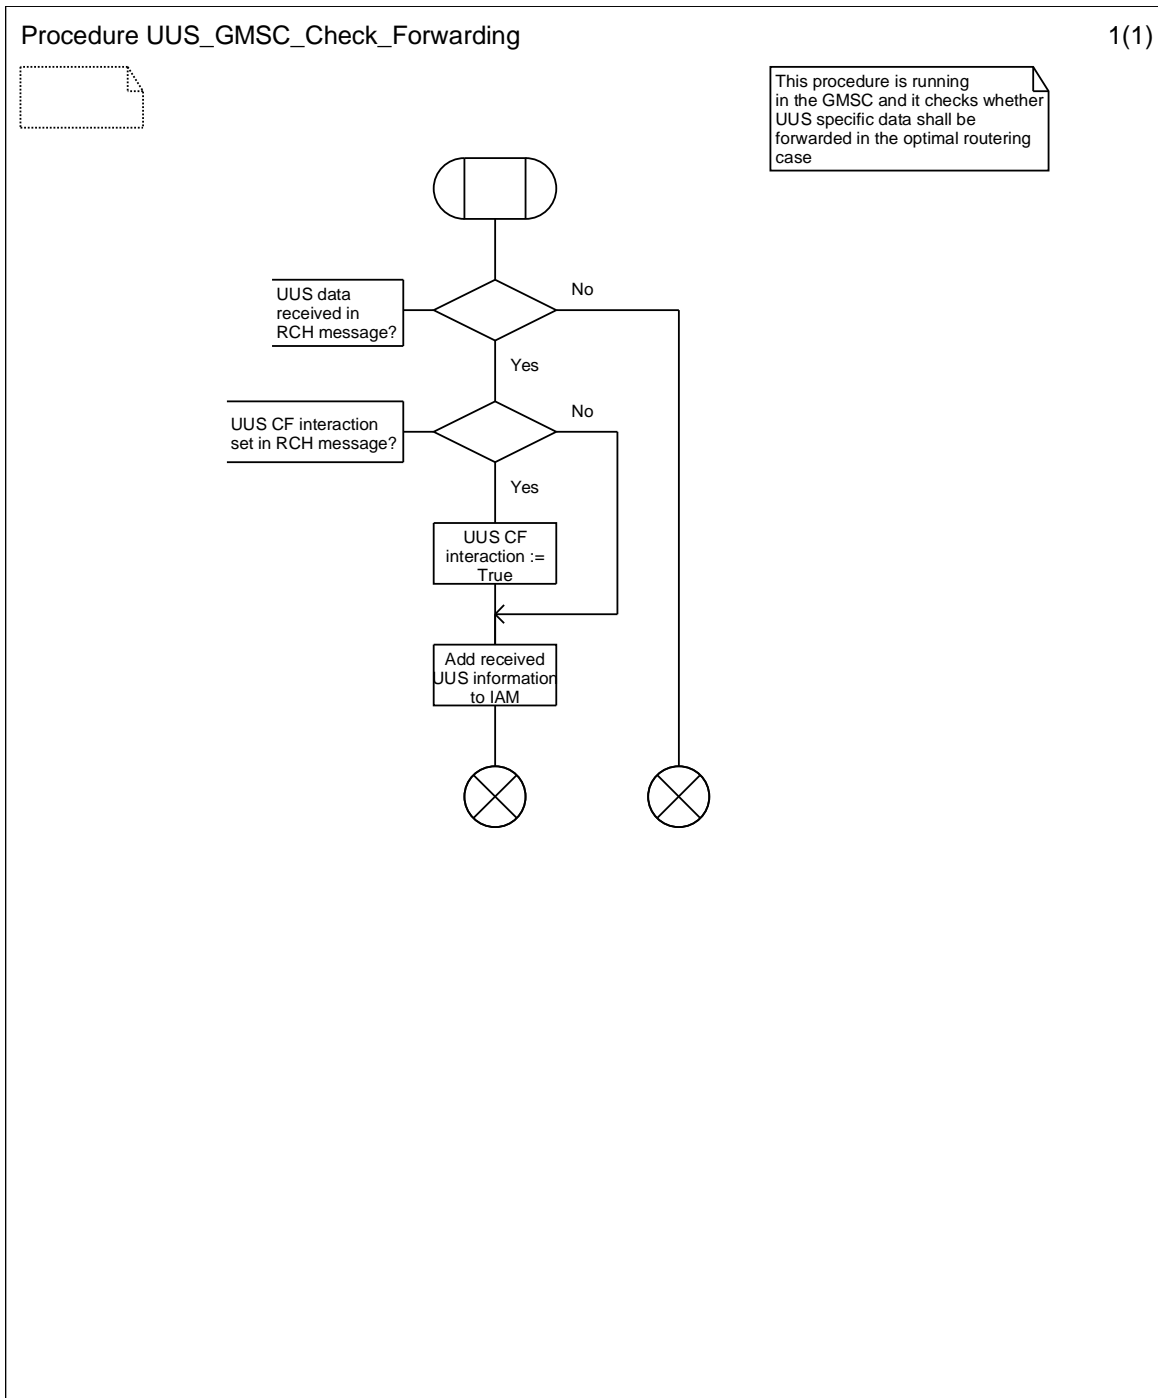 Procedure UUS_GMSC_Check_Forwarding
1(1)
This procedure is running
in the GMSC and it checks whether
UUS specific data shall be
forwarded in the optimal routering
case
UUS data
received in
RCH message?
No
Yes
UUS CF interaction
set in RCH message?
No
Yes
UUS CF
interaction :=
True
Add received
UUS information
to IAM